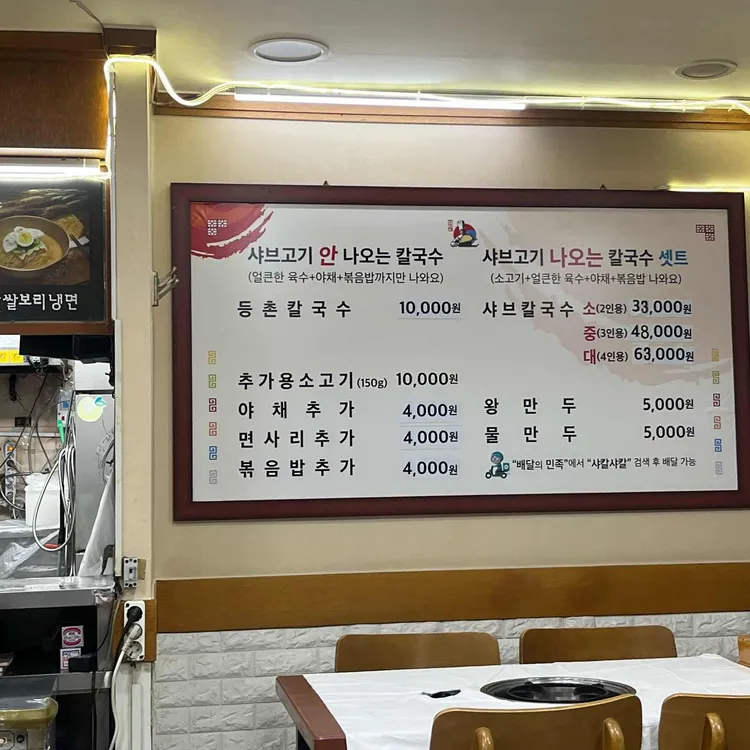 쌀보리냉면
샤브고기 안 나오는 칼국수
(얼큰한 육수+야채+볶음밥까지만 나와요)
등촌칼국수 10,000원
추가용소고기 (150g) 10,000원
야채추가 4,000원
면사리추가 4,000원
볶음밥추가 4,000원
샤브고기 나오는 칼국수 셋트
(소고기+얼큰한 육수+야채+볶음밥 나와요)
샤브칼국수 소(2인용) 33,000원
중(3인용) 48,000원
대(4인용) 63,000원
왕만두 5,000원
물만두 5,000원
"배달의 민족"에서 "샤칼샤칼" 검색 후 배달 가능